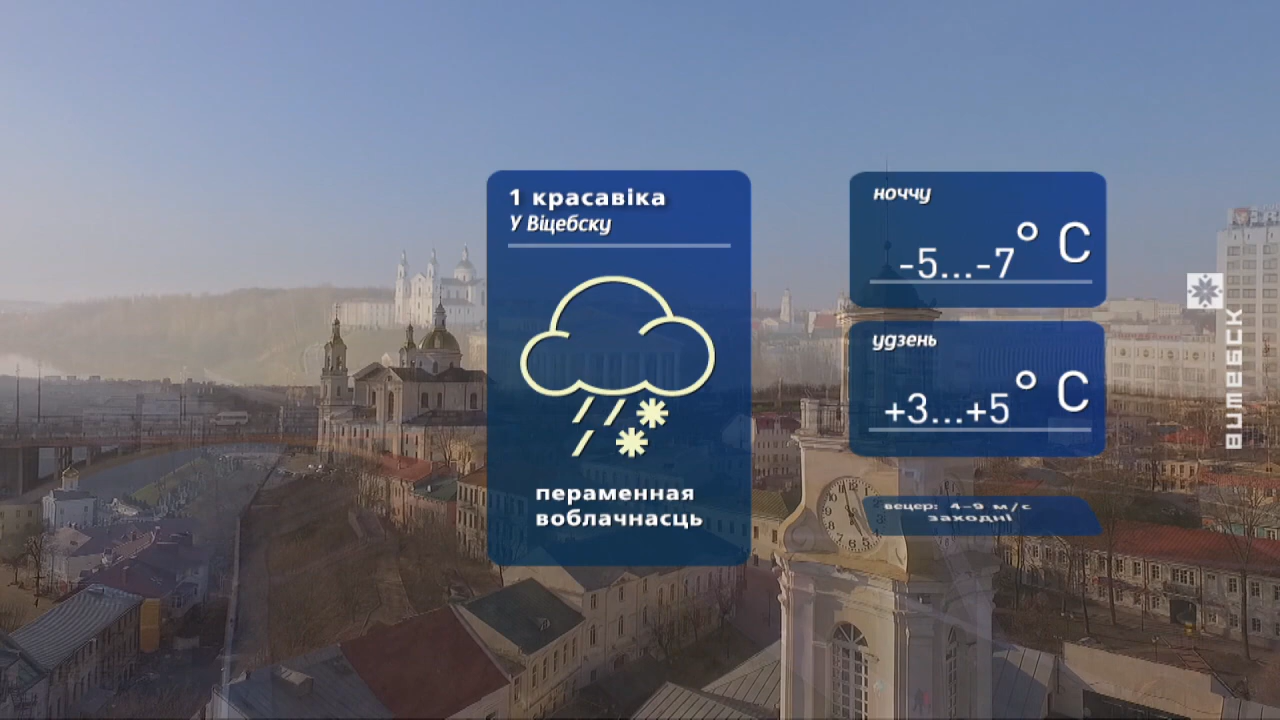 1 красавіка
У Віцебску
пераменная
воблачнасць
ноччу
-5...-7° C
удзень
+3...+5° C
вецер: 4-9 м/с
заходні
ВИТЕБСК